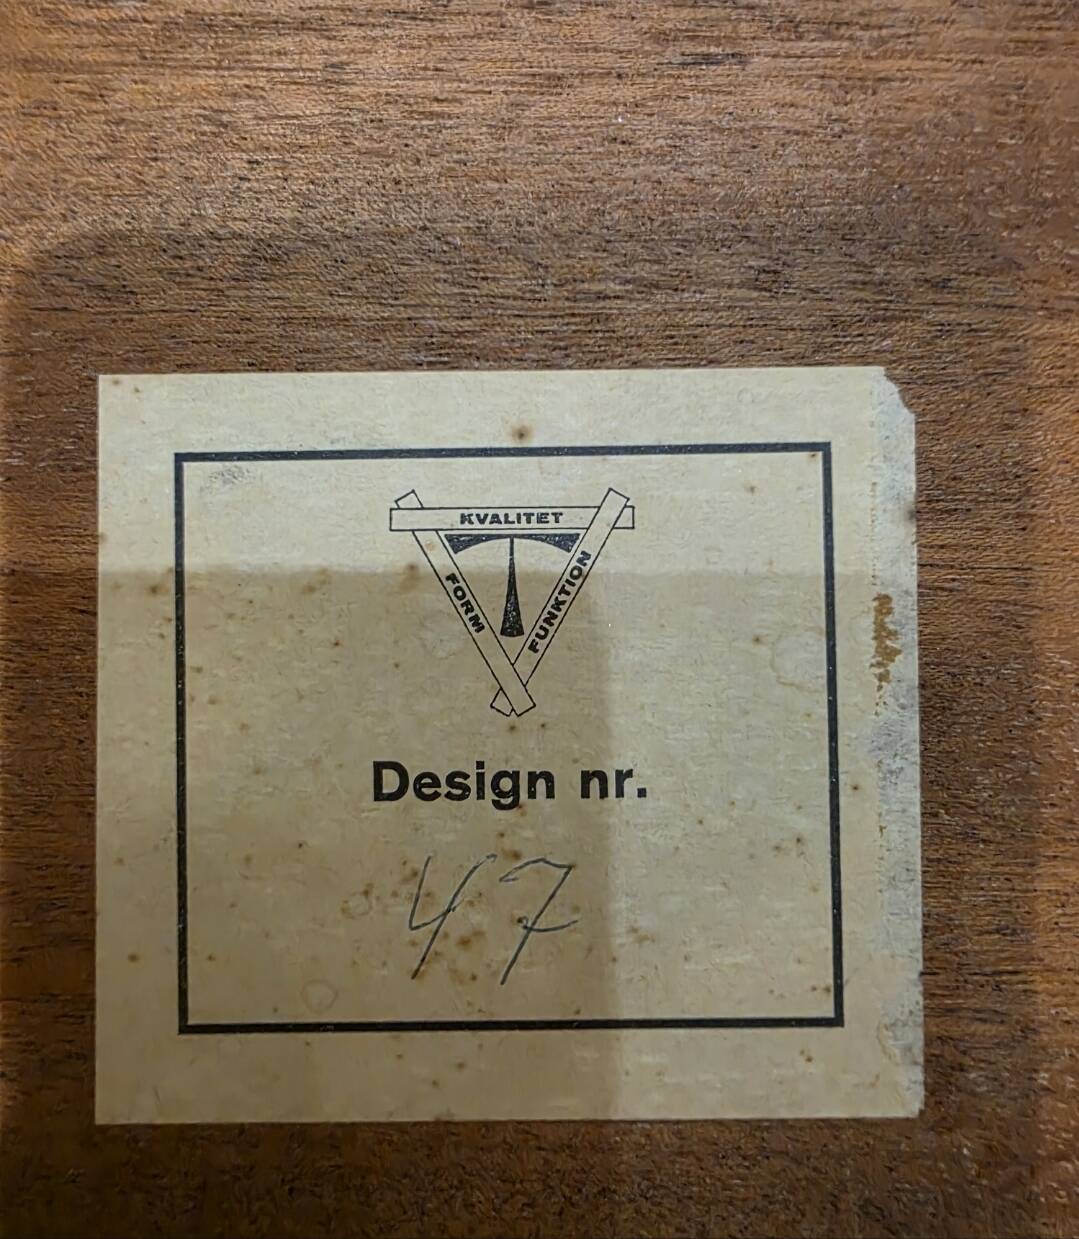 KVALITET
FORM
FUNKTION
Design nr.
47